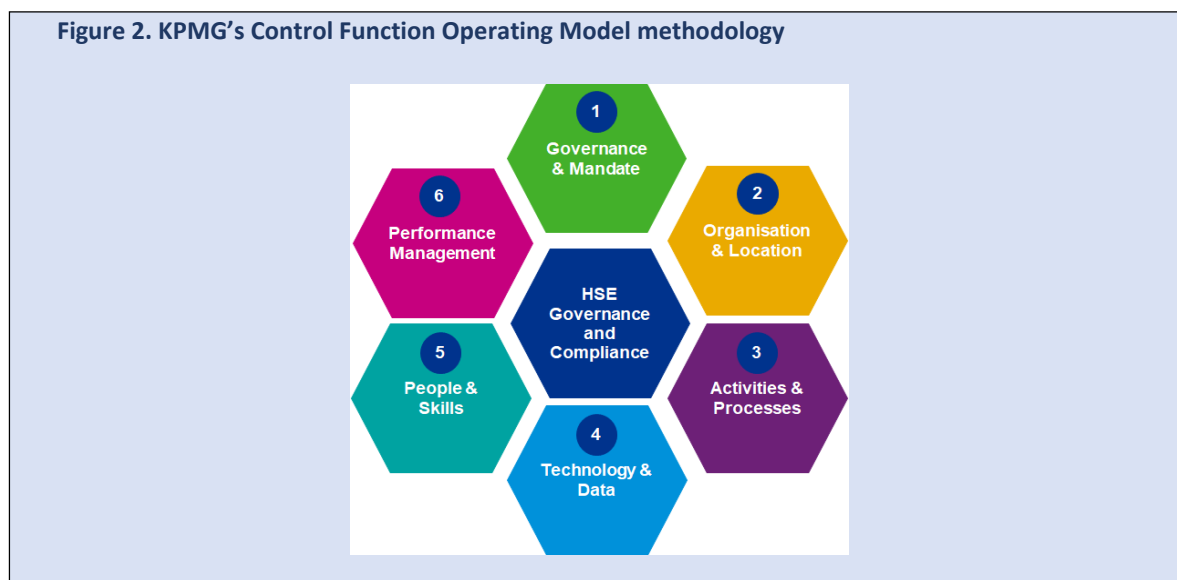 Figure 2. KPMG's Control Function Operating Model methodology
1
Governance
& Mandate
2
Organisation
& Location
3
Activities &
Processes
4
Technology &
Data
5
People &
Skills
6
Performance
Management
HSE
Governance
and
Compliance